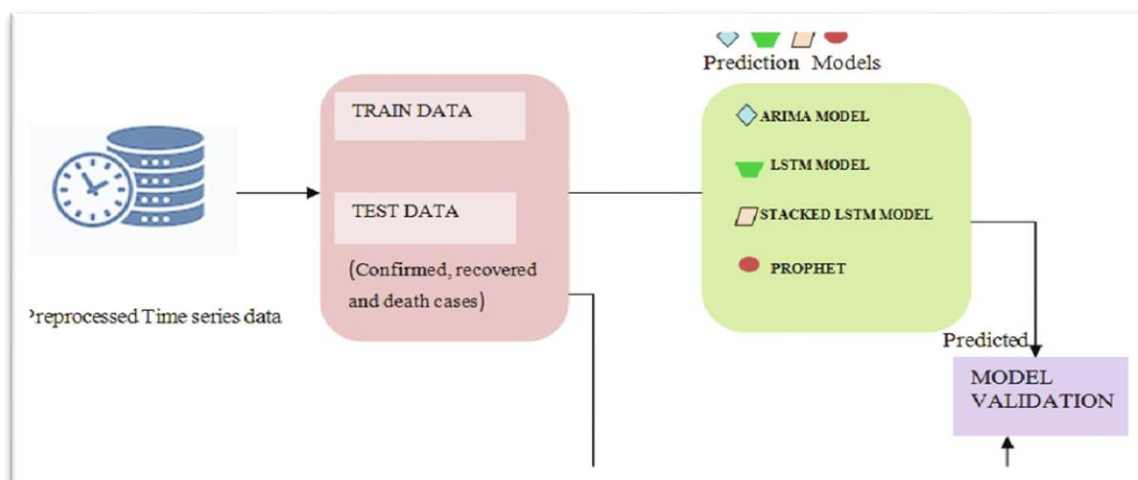 Prediction Models
TRAIN DATA
TEST DATA
(Confirmed, recovered
and death cases)
Preprocessed Time series data
ARIMA MODEL
LSTM MODEL
STACKED LSTM MODEL
PROPHET
Predicted
MODEL
VALIDATION